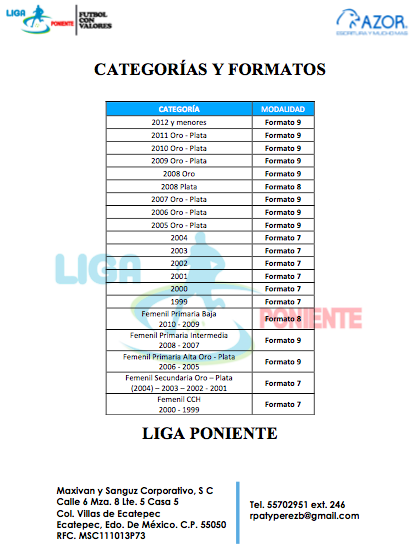 LIGA
PONIENTE
FUTBOL
CON
VALORES
AZOR
ESCRITURA Y MUCHO MAS
CATEGORÍAS Y FORMATOS
CATEGORÍA MODALIDAD
2012 y menores Formato 9
2011 Oro - Plata Formato 9
2010 Oro - Plata Formato 9
2009 Oro - Plata Formato 9
2008 Oro Formato 9
2008 Plata Formato 8
2007 Oro - Plata Formato 9
2006 Oro - Plata Formato 9
2005 Oro - Plata Formato 9
2004 Formato 7
2003 Formato 7
2002 Formato 7
2001 Formato 7
2000 Formato 7
1999 Formato 7
Femenil Primaria Baja
2010 - 2009 Formato 8
Femenil Primaria Intermedia
2008 - 2007 Formato 9
Femenil Primaria Alta Oro - Plata
2006 - 2005 Formato 9
Femenil Secundaria Oro – Plata
(2004) – 2003 – 2002 - 2001 Formato 7
Femenil CCH
2000 - 1999 Formato 7
LIGA
PONIENTE
LIGA PONIENTE
Maxivan y Sanguz Corporativo, S C
Calle 6 Mza. 8 Lte. 5 Casa 5
Col. Villas de Ecatepec
Ecatepec, Edo. De México. C.P. 55050
RFC. MSC111013P73
Tel. 55702951 ext. 246
rpatyperezb@gmail.com